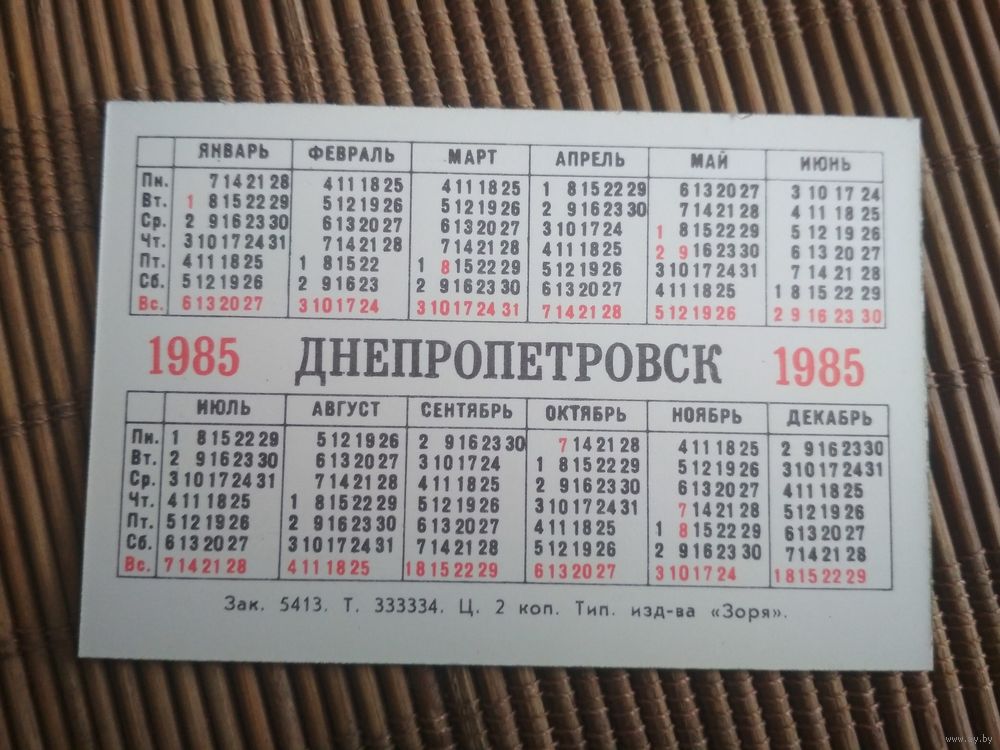 ЯНВАРЬ ФЕВРАЛЬ МАРТ АПРЕЛЬ МАЙ ИЮНЬ
Пн. 7 14 21 28 4 11 18 25 4 11 18 25 1 8 15 22 29 6 13 20 27 3 10 17 24
Вт. 1 8 15 22 29 5 12 19 26 5 12 19 26 2 9 16 23 30 7 14 21 28 4 11 18 25
Ср. 2 9 16 23 30 6 13 20 27 6 13 20 27 3 10 17 24 1 8 15 22 29 5 12 19 26
Чт. 3 10 17 24 31 7 14 21 28 7 14 21 28 4 11 18 25 2 9 16 23 30 6 13 20 27
Пт. 4 11 18 25 1 8 15 22 1 8 15 22 29 5 12 19 26 3 10 17 24 31 7 14 21 28
Сб. 5 12 19 26 2 9 16 23 2 9 16 23 30 6 13 20 27 4 11 18 25 1 8 15 22 29
Вс. 6 13 20 27 3 10 17 24 3 10 17 24 31 7 14 21 28 5 12 19 26 2 9 16 23 30
1985 ДНЕПРОПЕТРОВСК 1985
ИЮЛЬ АВГУСТ СЕНТЯБРЬ ОКТЯБРЬ НОЯБРЬ ДЕКАБРЬ
Пн. 1 8 15 22 29 5 12 19 26 2 9 16 23 30 7 14 21 28 4 11 18 25 2 9 16 23 30
Вт. 2 9 16 23 30 6 13 20 27 3 10 17 24 1 8 15 22 29 5 12 19 26 3 10 17 24 31
Ср. 3 10 17 24 31 7 14 21 28 4 11 18 25 2 9 16 23 30 6 13 20 27 4 11 18 25
Чт. 4 11 18 25 1 8 15 22 29 5 12 19 26 3 10 17 24 31 7 14 21 28 5 12 19 26
Пт. 5 12 19 26 2 9 16 23 30 6 13 20 27 4 11 18 25 1 8 15 22 29 6 13 20 27
Сб. 6 13 20 27 3 10 17 24 31 7 14 21 28 5 12 19 26 2 9 16 23 30 7 14 21 28
Вс. 7 14 21 28 4 11 18 25 1 8 15 22 29 6 13 20 27 3 10 17 24 1 8 15 22 29
Зак. 5413. Т. 333334. Ц. 2 коп. Тип. изд-ва «Зоря».
www.ay.by